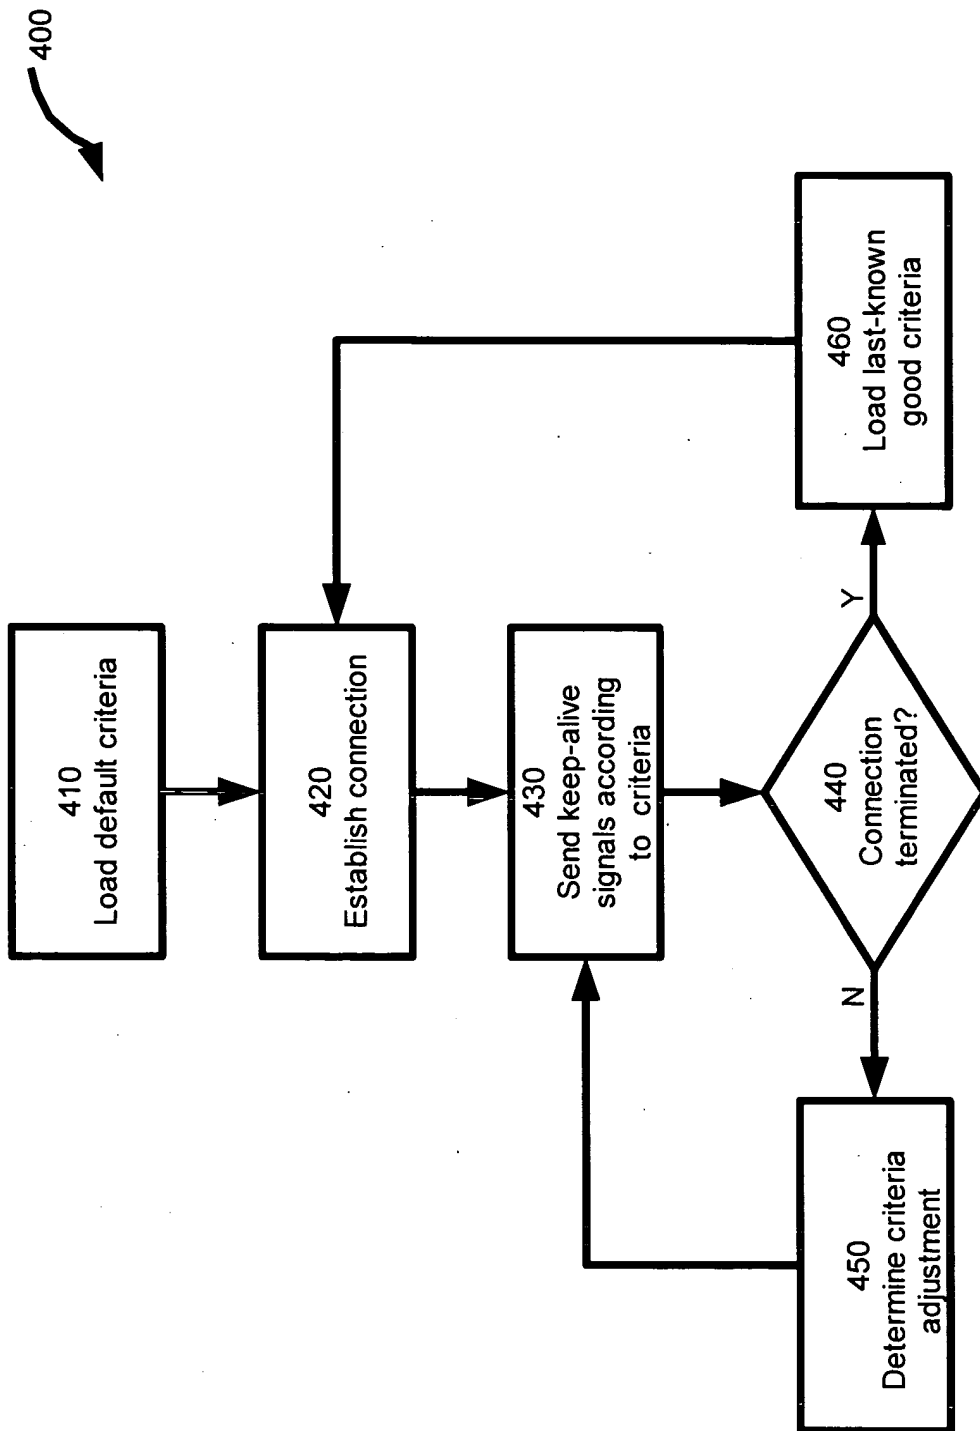 400
410
Load default criteria
420
Establish connection
430
Send keep-alive
signals according
to criteria
440
Connection
terminated?
N
Y
450
Determine criteria
adjustment
460
Load last-known
good criteria